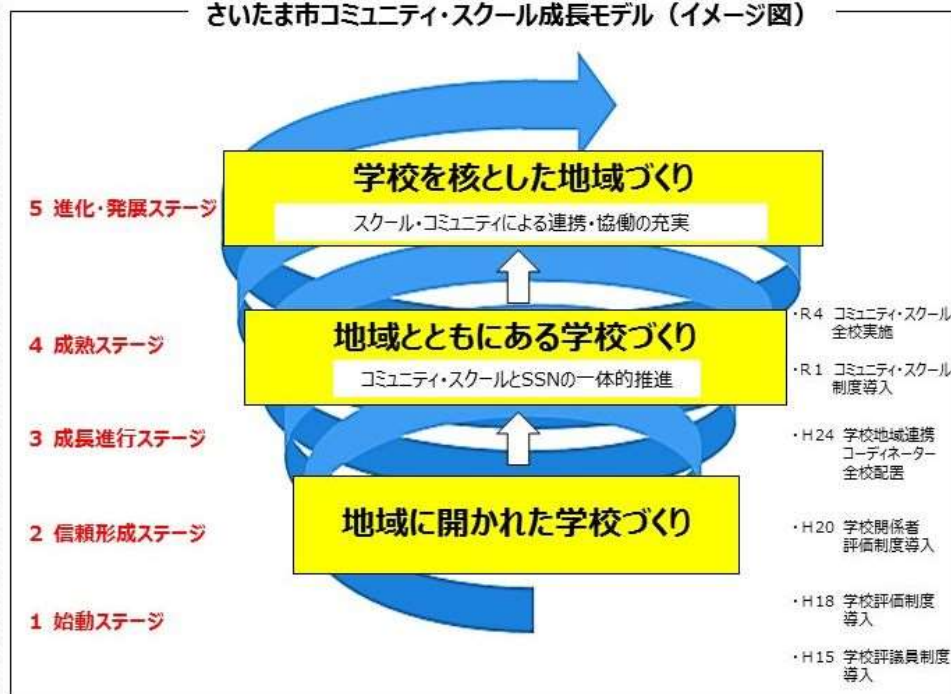 さいたま市コミュニティ・スクール成長モデル（イメージ図）
学校を核とした地域づくり
スクール・コミュニティによる連携・協働の充実
5 進化・発展ステージ
地域とともにある学校づくり
コミュニティ・スクールとSSNの一体的推進
4 成熟ステージ
・R4 コミュニティ・スクール
全校実施
・R1 コミュニティ・スクール
制度導入
3 成長進行ステージ
・H24 学校地域連携
コーディネーター
全校配置
地域に開かれた学校づくり
2 信頼形成ステージ
・H20 学校関係者
評価制度導入
1 始動ステージ
・H18 学校評価制度
導入
・H15 学校評議員制度
導入